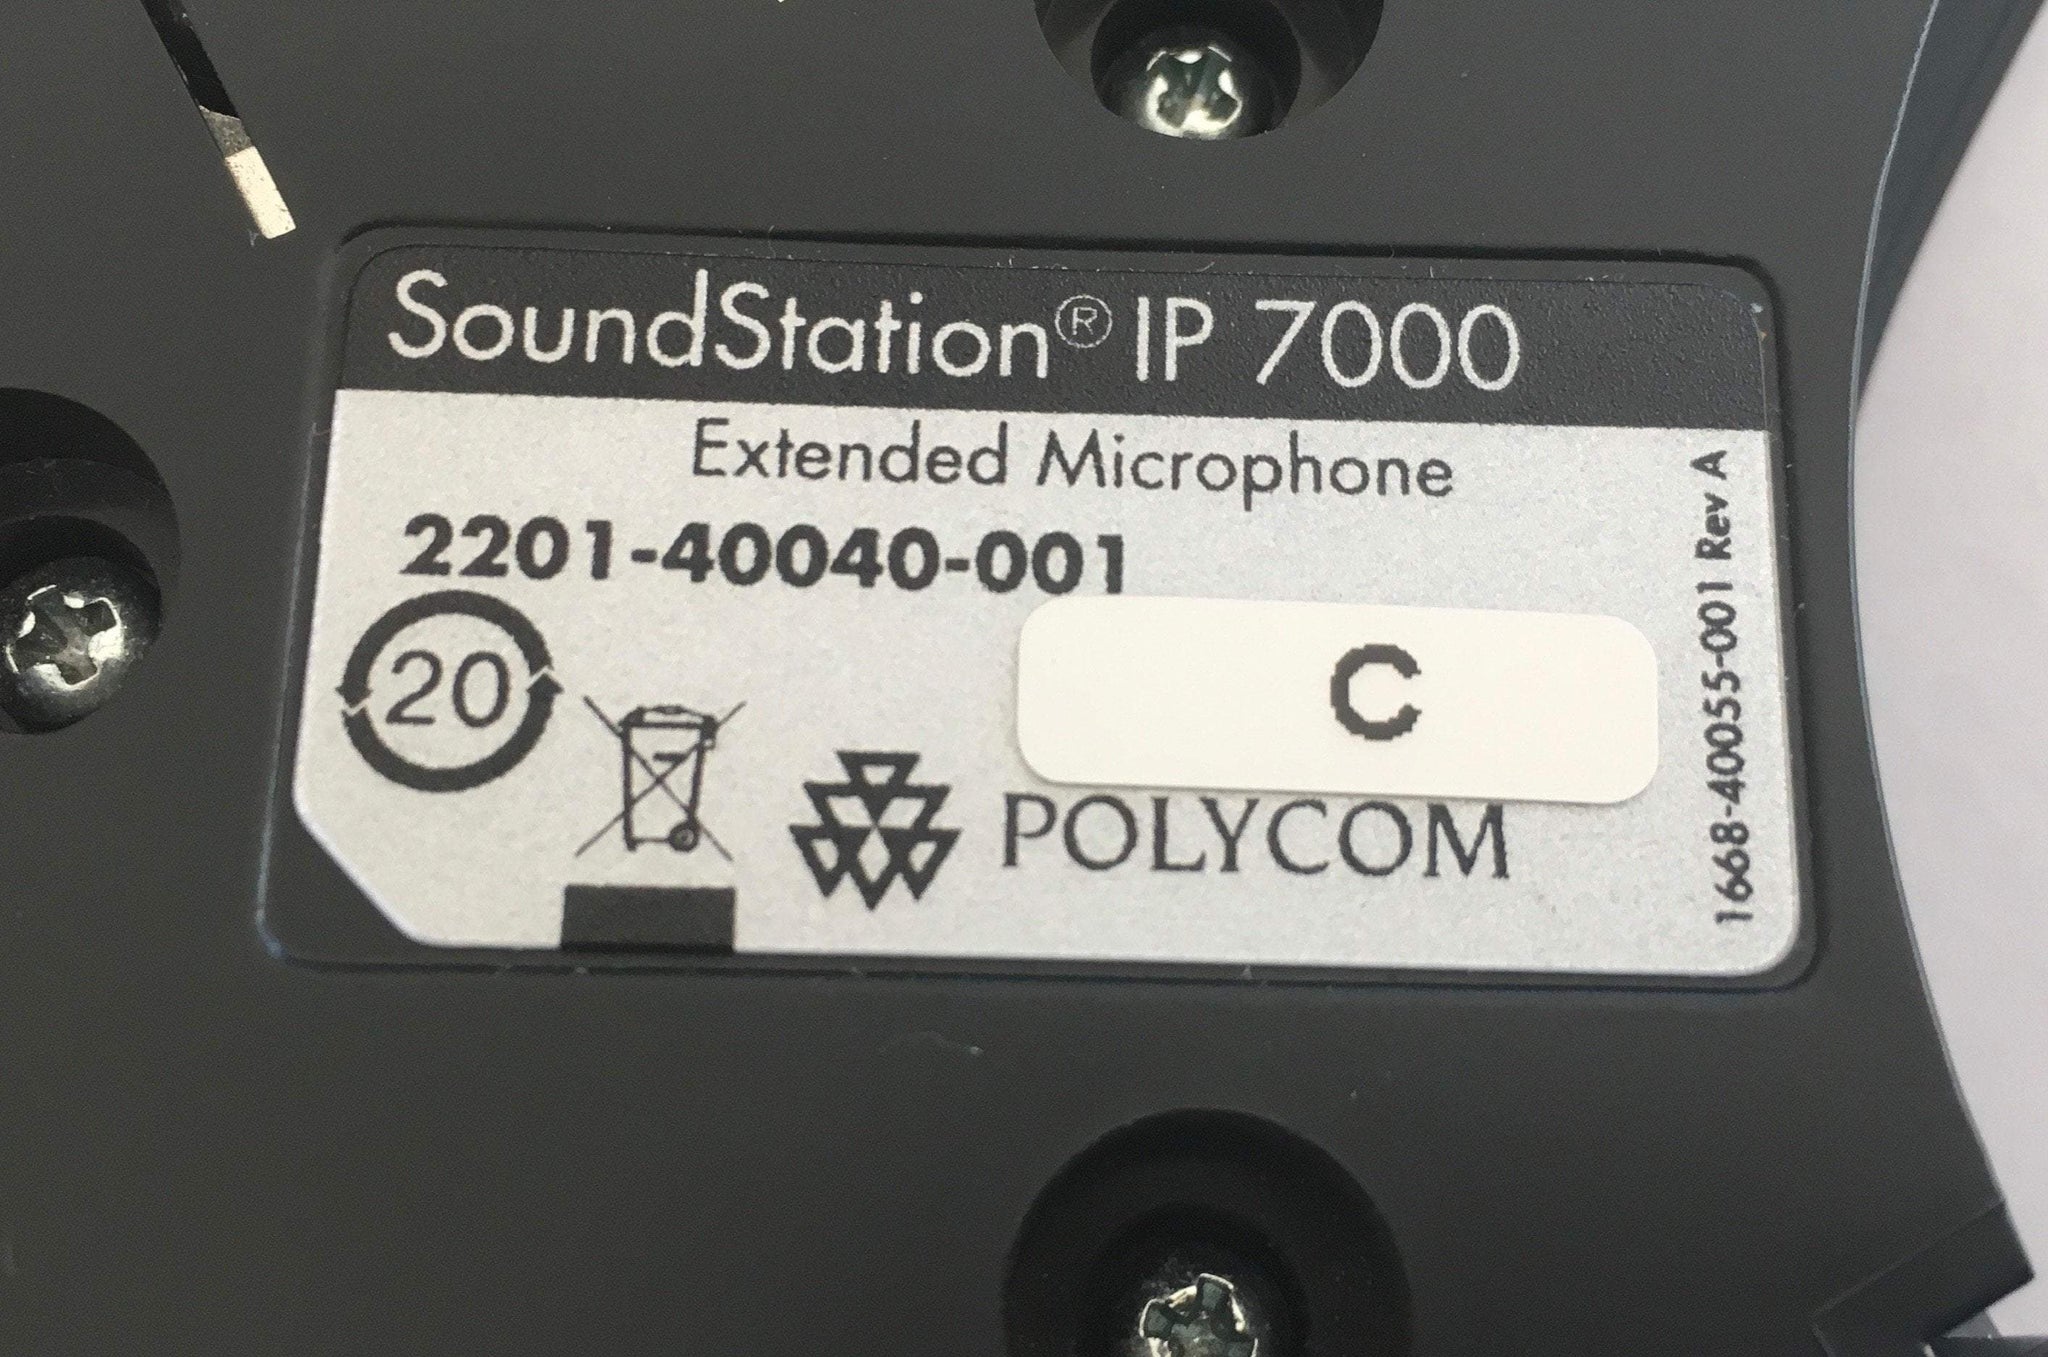 SoundStation® IP 7000
Extended Microphone
2201-40040-001
20
C
POLYCOM
1668-40055-001 Rev A